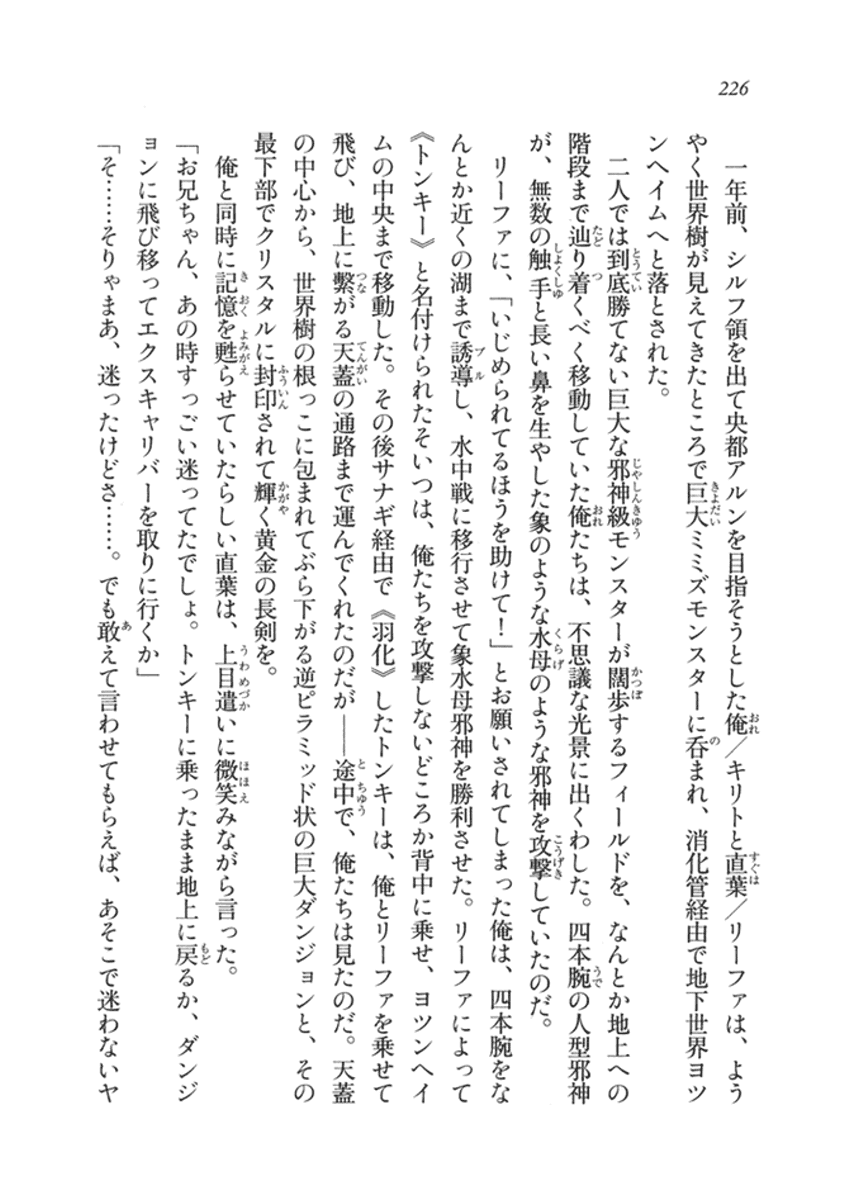 226
一年前、シルフ領を出て央都アルンを目指そうとした俺／キリトと直葉／リーファは、よう
やく世界樹が見えてきたところで巨大ミミズモンスターに呑まれ、消化管経由で地下世界ヨツ
ンヘイムへと落とされた。
二人では到底勝てない巨大な邪神級モンスターが闊歩するフィールドを、なんとか地上への
階段まで辿り着くべく移動していた俺たちは、不思議な光景に出くわした。四本腕の人型邪神
が、無数の触手と長い鼻を生やした象のような水母のような邪神を攻撃していたのだ。
リーファに、「いじめられてるほうを助けて！」とお願いされてしまった俺は、四本腕をな
んとか近くの湖まで誘導し、水中戦に移行させて象水母邪神を勝利させた。リーファによって
《トンキー》と名付けられたそいつは、俺たちを攻撃しないどころか背中に乗せ、ヨツンヘイ
ムの中央まで移動した。その後サナギ経由で《羽化》したトンキーは、俺とリーファを乗せて
飛び、地上に繋がる天蓋の通路まで運んでくれたのだが──途中で、俺たちは見たのだ。天蓋
の中心から、世界樹の根っこに包まれてぶら下がる逆ピラミッド状の巨大ダンジョンと、その
最下部でクリスタルに封印されて輝く黄金の長剣を。
俺と同時に記憶を甦らせていたらしい直葉は、上目遣いに微笑みながら言った。
「お兄ちゃん、あの時すっごい迷ってたでしょ。トンキーに乗ったまま地上に戻るか、ダンジ
ョンに飛び移ってエクスキャリバーを取りに行くか」
「そ……そりゃまあ、迷ったけどさ……。でも敢えて言わせてもらえば、あそこで迷わないヤ